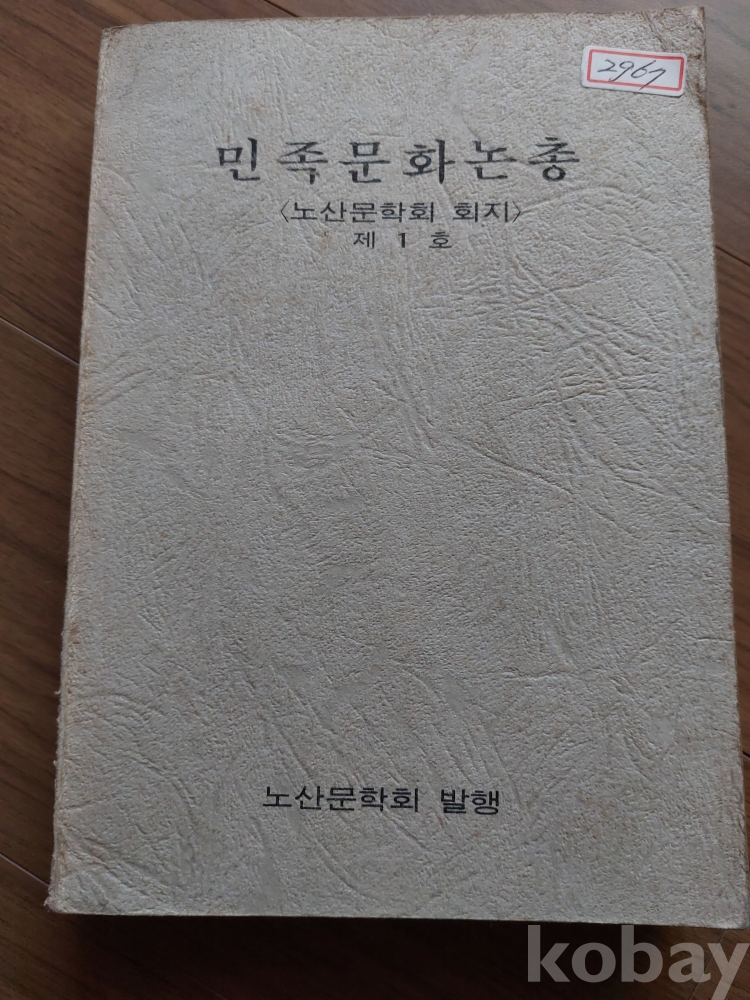 2967
민족문화논총
〈노산문학회 회지〉
제 1 호
노산문학회 발행
kobay